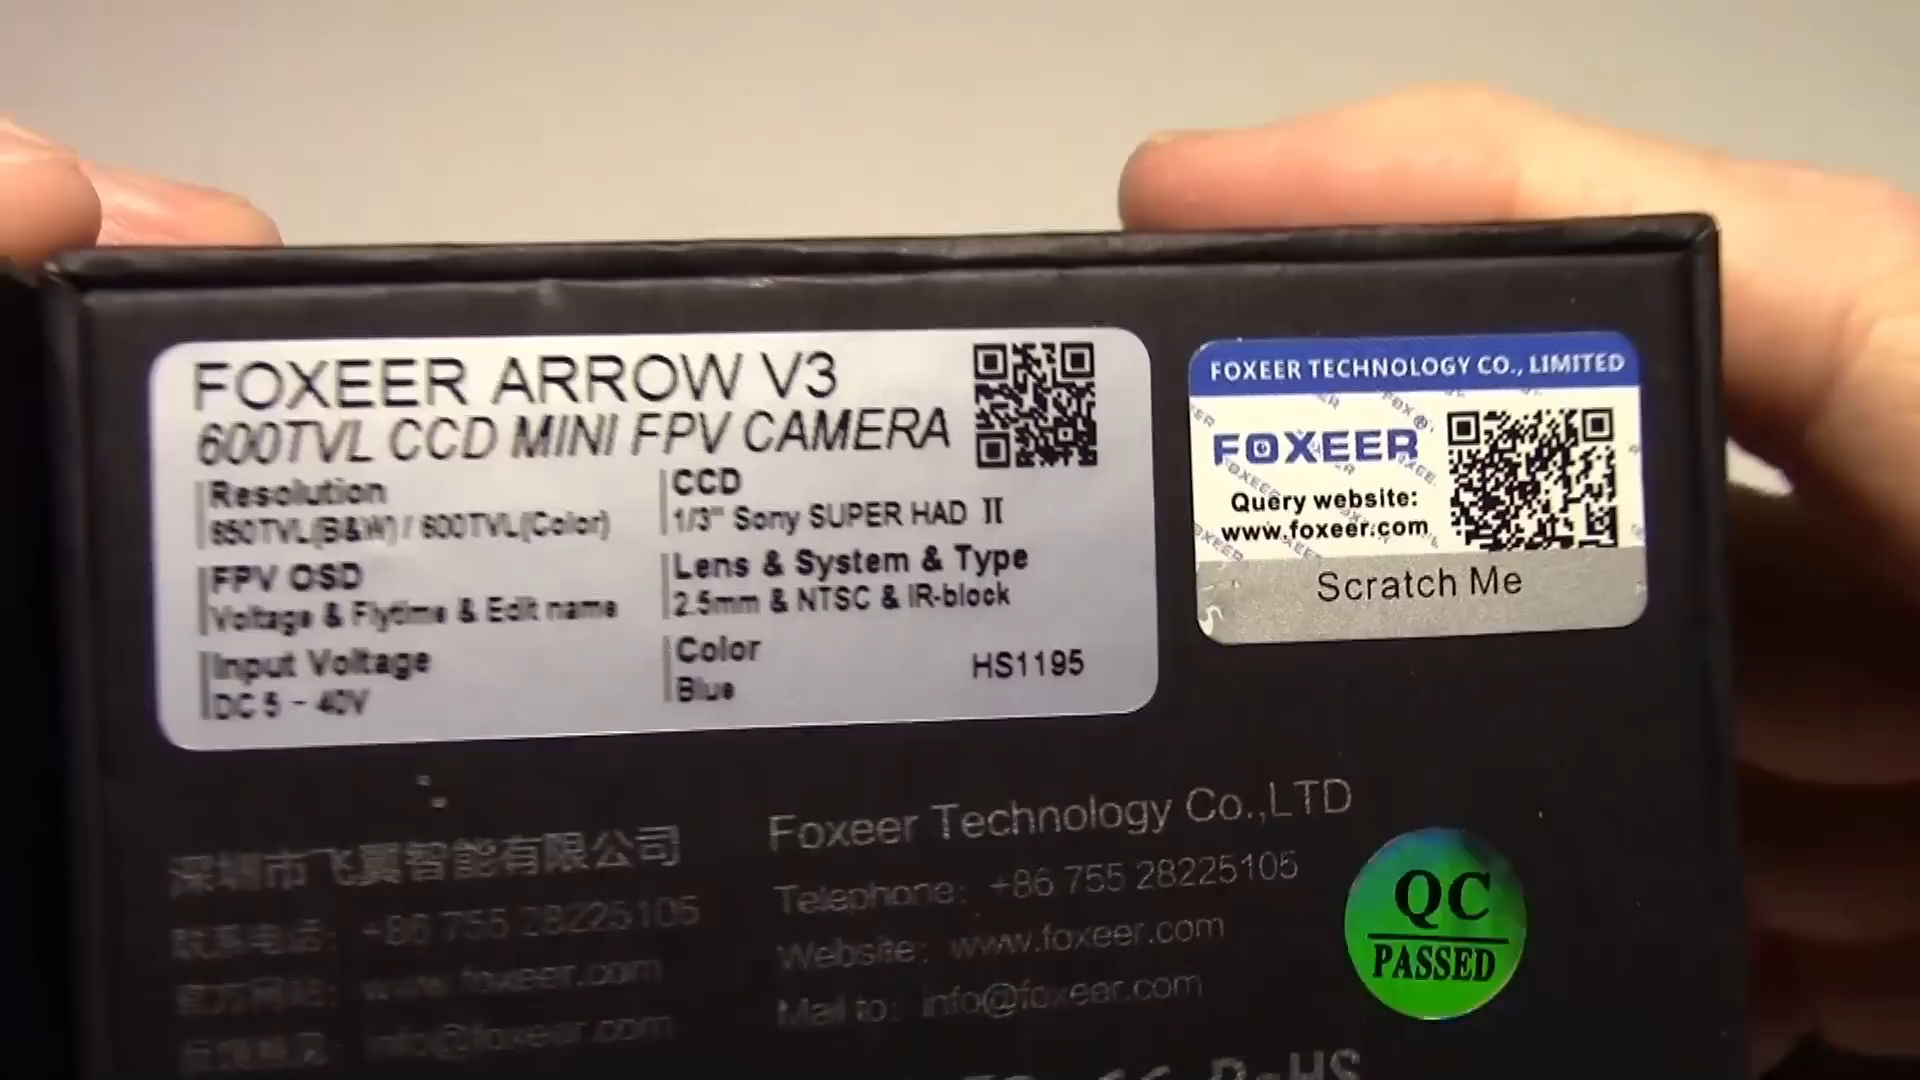 FOXEER ARROW V3
600TVL CCD MINI FPV CAMERA
Resolution
650TVL(B&W) / 600TVL(Color)
FPV OSD
Voltage & Flytime & Edit name
Input Voltage
DC 5 - 40V
CCD
1/3" Sony SUPER HAD II
Lens & System & Type
2.5mm & NTSC & IR-block
Color
Blue
HS1195
FOXEER TECHNOLOGY CO., LIMITED
FOXEER®
Query website:
www.foxeer.com
Scratch Me
深圳市飞翼智能有限公司
联系电话: +86 755 28225105
官方网站: www.foxeer.com
info@foxeer.com
Foxeer Technology Co.,LTD
Telephone: +86 755 28225105
Website: www.foxeer.com
Mail to: info@foxeer.com
QC
PASSED
RoHS